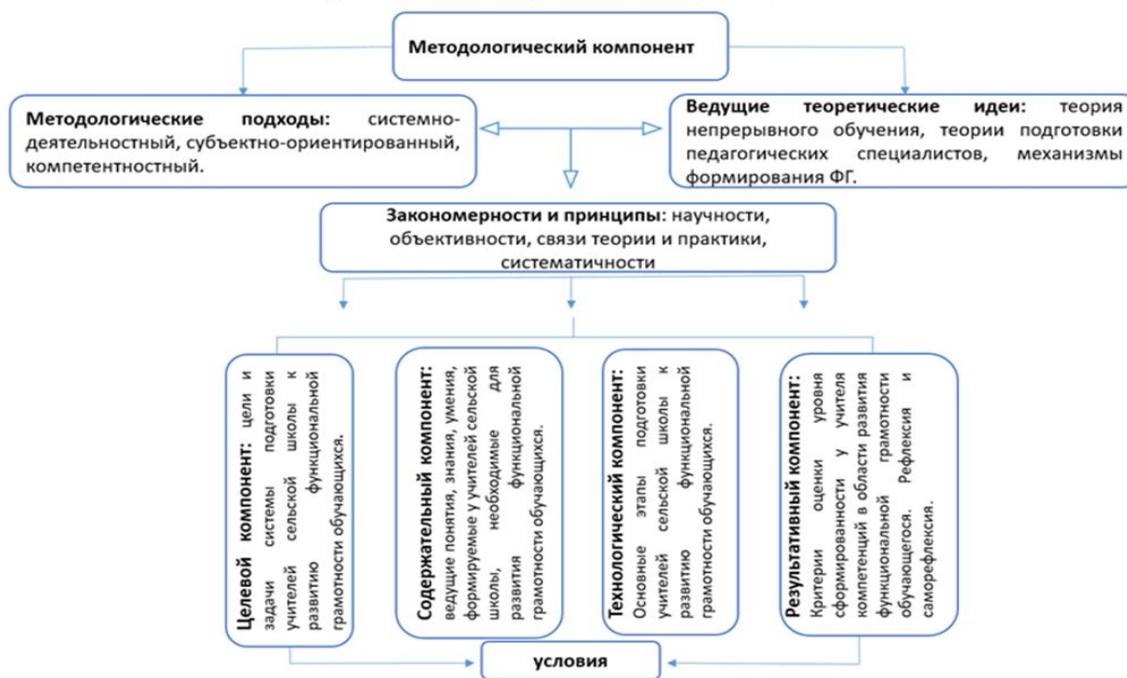 Методологический компонент
Методологические подходы: системно-
деятельностный, субъектно-ориентированный,
компетентностный.
Ведущие теоретические идеи: теория
непрерывного обучения, теории подготовки
педагогических специалистов, механизмы
формирования ФГ.
Закономерности и принципы: научности,
объективности, связи теории и практики,
систематичности
Целевой компонент: цели и
задачи системы подготовки
учителей сельской школы к
развитию функциональной
грамотности обучающихся.
Содержательный компонент:
ведущие понятия, знания, умения,
формируемые у учителей сельской
школы, необходимые для
развития функциональной
грамотности обучающихся.
Технологический компонент:
Основные этапы подготовки
учителей сельской школы к
развитию функциональной
грамотности обучающихся.
Результативный компонент:
Критерии оценки уровня
сформированности у учителя
компетенций в области развития
функциональной грамотности
обучающегося. Рефлексия и
саморефлексия.
условия